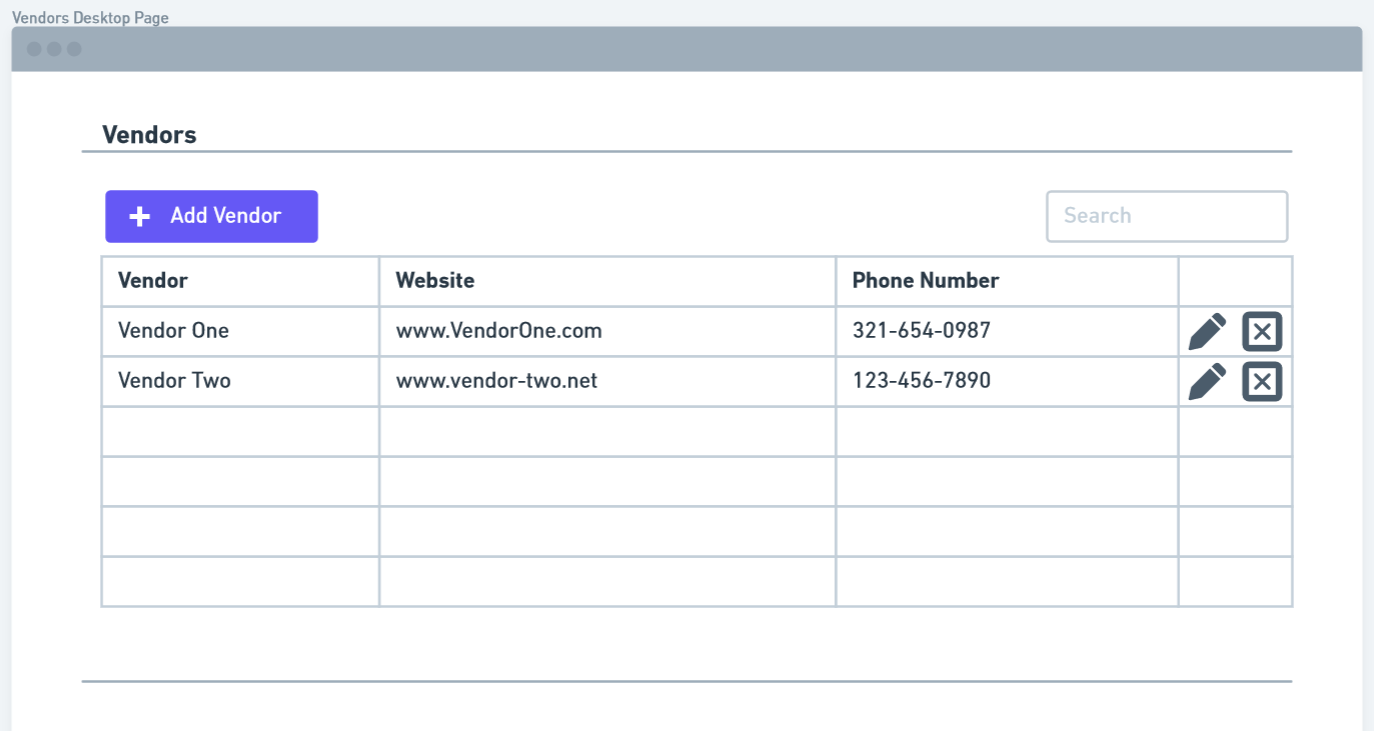 Vendors Desktop Page
Vendors
Add Vendor
Search
Vendor Website Phone Number
Vendor One www.VendorOne.com 321-654-0987
Vendor Two www.vendor-two.net 123-456-7890